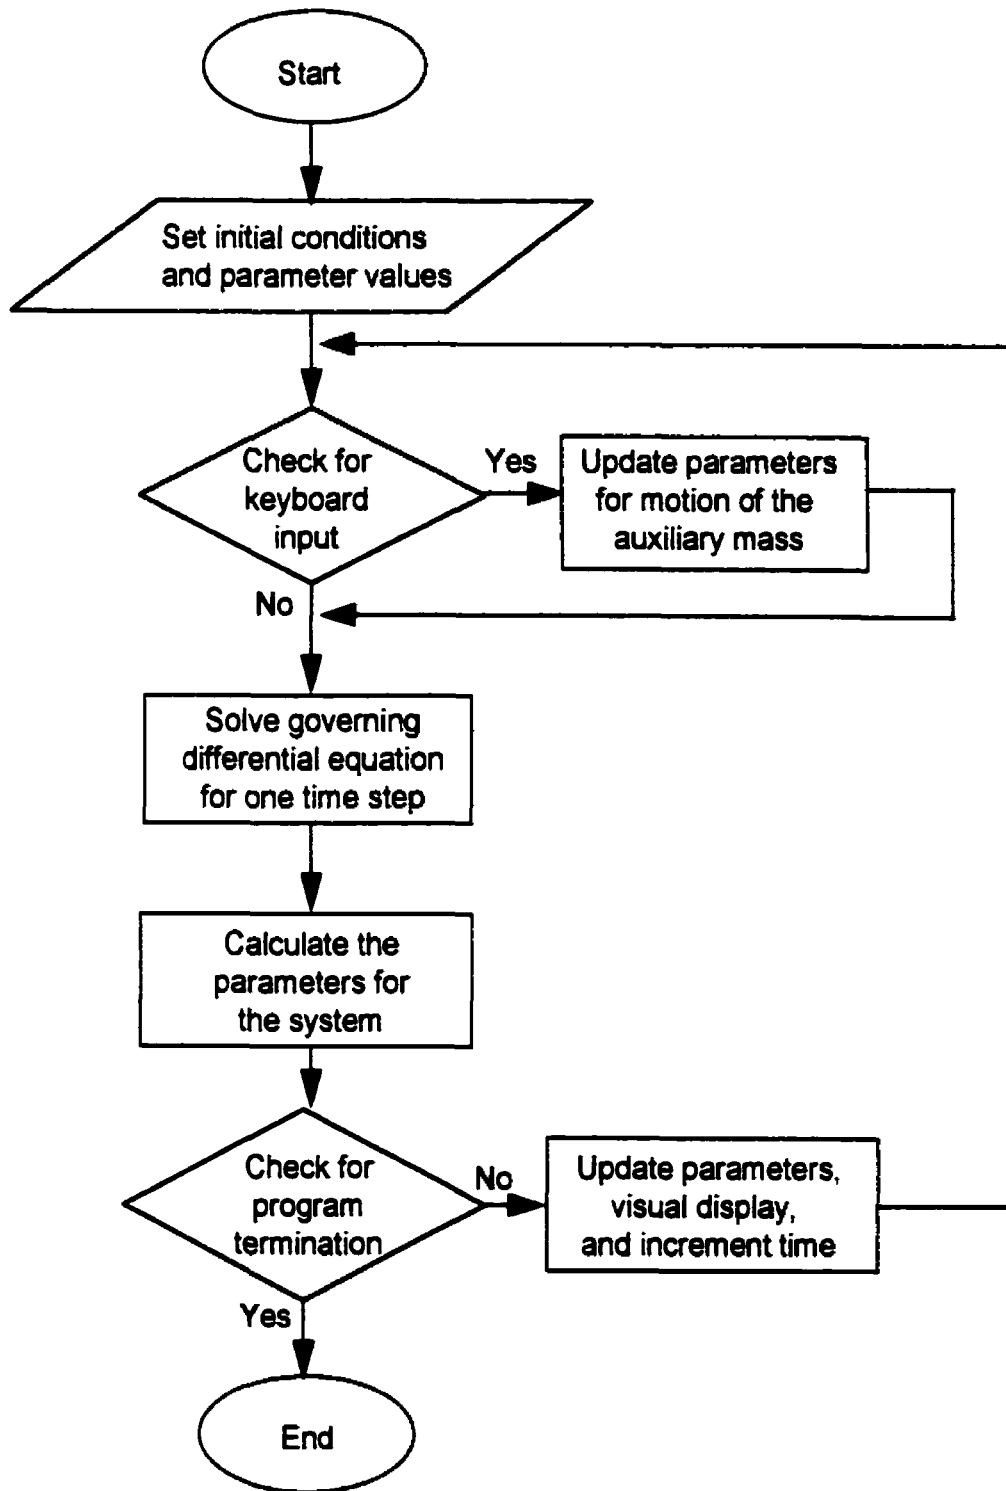 Start
Set initial conditions
and parameter values
Check for
keyboard
input
Yes
Update parameters
for motion of the
auxiliary mass
No
Solve governing
differential equation
for one time step
Calculate the
parameters for
the system
Check for
program
termination
No
Update parameters,
visual display,
and increment time
Yes
End